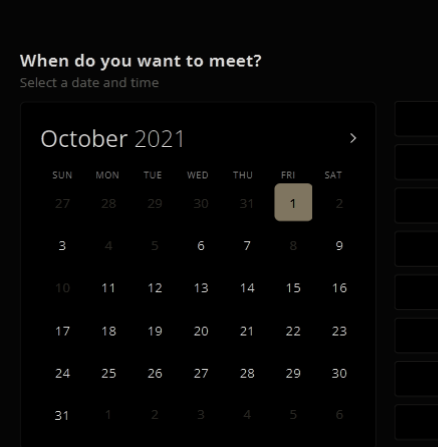 When do you want to meet?
Select a date and time
October 2021 >
SUN MON TUE WED THU FRI SAT
27 28 29 30 31 1 2
3 4 5 6 7 8 9
10 11 12 13 14 15 16
17 18 19 20 21 22 23
24 25 26 27 28 29 30
31 1 2 3 4 5 6